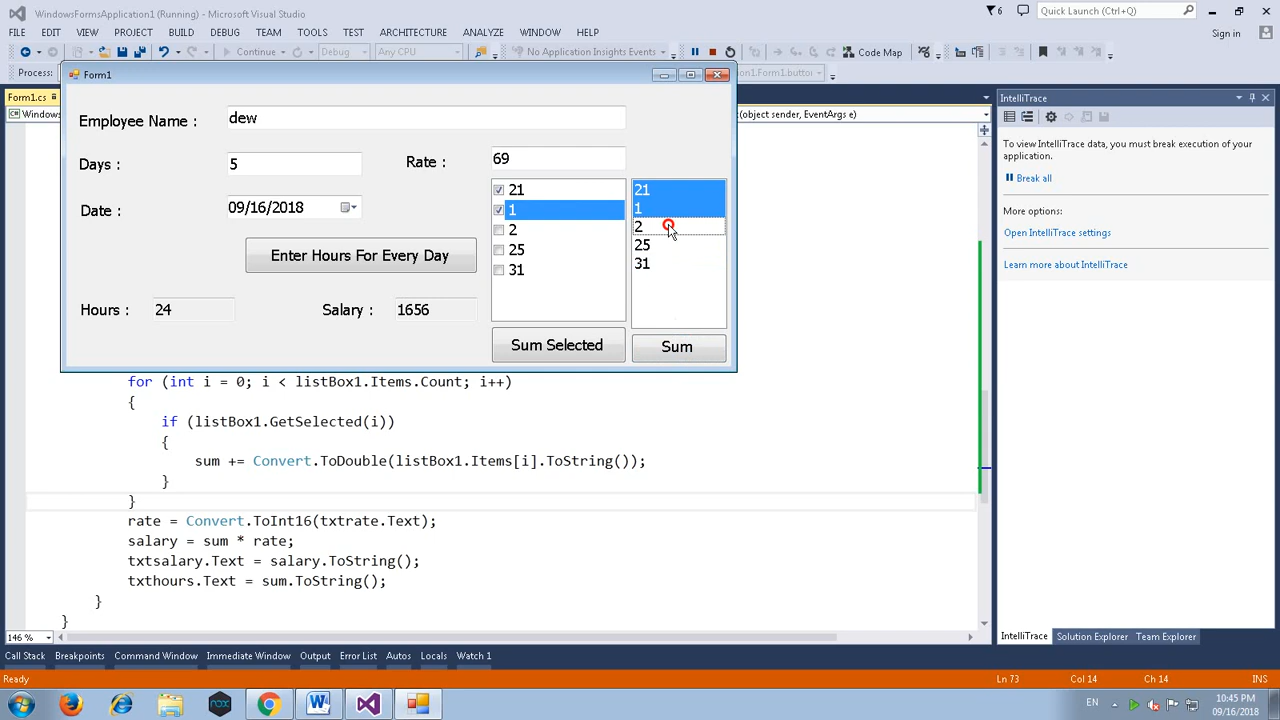 WindowsFormsApplication1 (Running) - Microsoft Visual Studio
6
Quick Launch (Ctrl+Q)
FILE EDIT VIEW PROJECT BUILD DEBUG TEAM TOOLS TEST ARCHITECTURE ANALYZE WINDOW HELP
Sign in
Continue Debug Any CPU No Application Insights Events Code Map
Process:
Form1
Form1.cs
IntelliTrace
(object sender, EventArgs e)
Employee Name :
dew
Days :
5
Rate :
69
Date :
09/16/2018
21
1
2
25
31
21
1
2
25
31
Enter Hours For Every Day
Hours :
24
Salary :
1656
Sum Selected
Sum
To view IntelliTrace data, you must break execution of your
application.
Break all
More options:
Open IntelliTrace settings
Learn more about IntelliTrace
for (int i = 0; i < listBox1.Items.Count; i++)
{
if (listBox1.GetSelected(i))
{
sum += Convert.ToDouble(listBox1.Items[i].ToString());
}
}
rate = Convert.ToInt16(txtrate.Text);
salary = sum * rate;
txtsalary.Text = salary.ToString();
txthours.Text = sum.ToString();
}
}
146 %
IntelliTrace Solution Explorer Team Explorer
Call Stack Breakpoints Command Window Immediate Window Output Error List Autos Locals Watch 1
Ready
Ln 73 Col 14 Ch 14 INS
EN
10:45 PM
09/16/2018